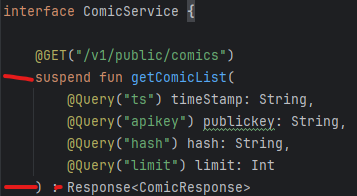 interface ComicService {
@GET("/v1/public/comics")
suspend fun getComicList(
@Query("ts") timeStamp: String,
@Query("apikey") publickey: String,
@Query("hash") hash: String,
@Query("limit") limit: Int
) : Response<ComicResponse>